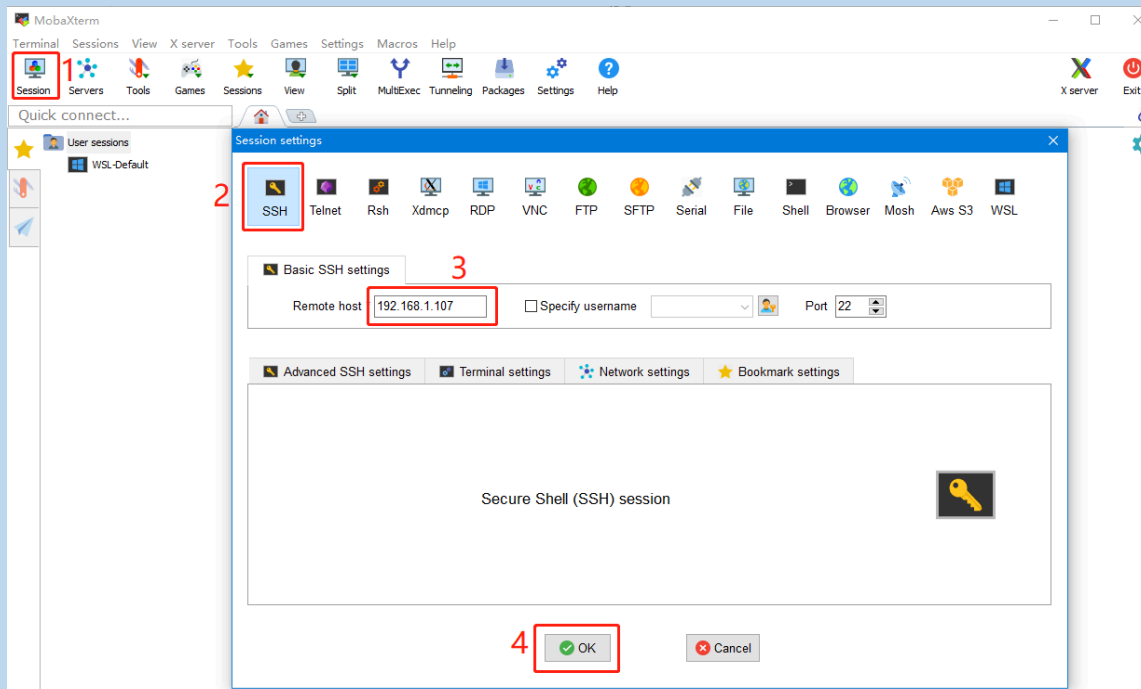 MobaXterm
Terminal Sessions View X server Tools Games Settings Macros Help
1
Session Servers Tools Games Sessions View Split MultiExec Tunneling Packages Settings Help X server Exit
Quick connect...
User sessions
WSL-Default
Session settings
2
SSH Telnet Rsh Xdmcp RDP VNC FTP SFTP Serial File Shell Browser Mosh Aws S3 WSL
Basic SSH settings
3
Remote host * 192.168.1.107 Specify username Port 22
Advanced SSH settings Terminal settings Network settings Bookmark settings
Secure Shell (SSH) session
4
OK Cancel